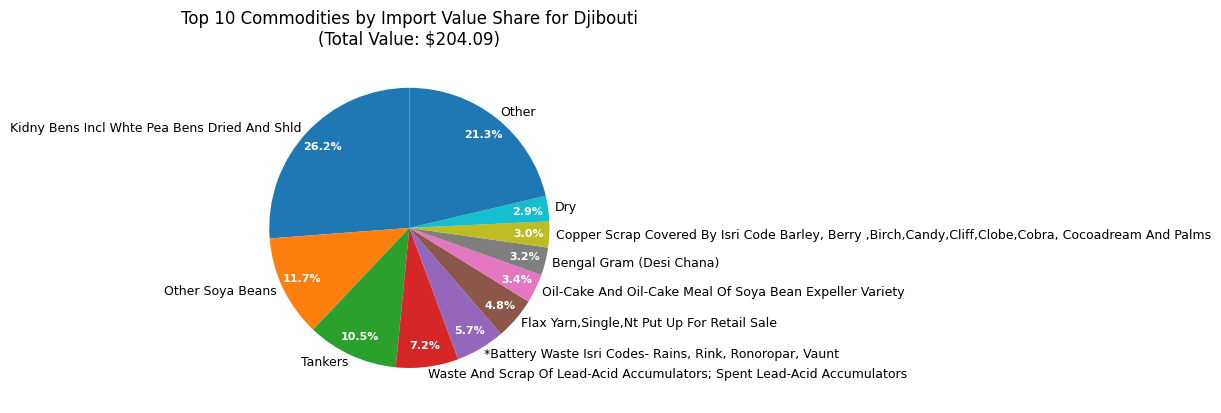 Top 10 Commodities by Import Value Share for Djibouti
(Total Value: $204.09)
Other
Kidny Bens Incl Whte Pea Bens Dried And Shld
21.3%
26.2%
Dry
2.9%
3.0%
Copper Scrap Covered By Isri Code Barley, Berry ,Birch,Candy,Cliff,Clobe,Cobra, Cocoadream And Palms
3.2%
Bengal Gram (Desi Chana)
11.7%
3.4%
Other Soya Beans
Oil-Cake And Oil-Cake Meal Of Soya Bean Expeller Variety
4.8%
Flax Yarn,Single,Nt Put Up For Retail Sale
10.5%
5.7%
7.2%
*Battery Waste Isri Codes- Rains, Rink, Ronoropar, Vaunt
Tankers
Waste And Scrap Of Lead-Acid Accumulators; Spent Lead-Acid Accumulators